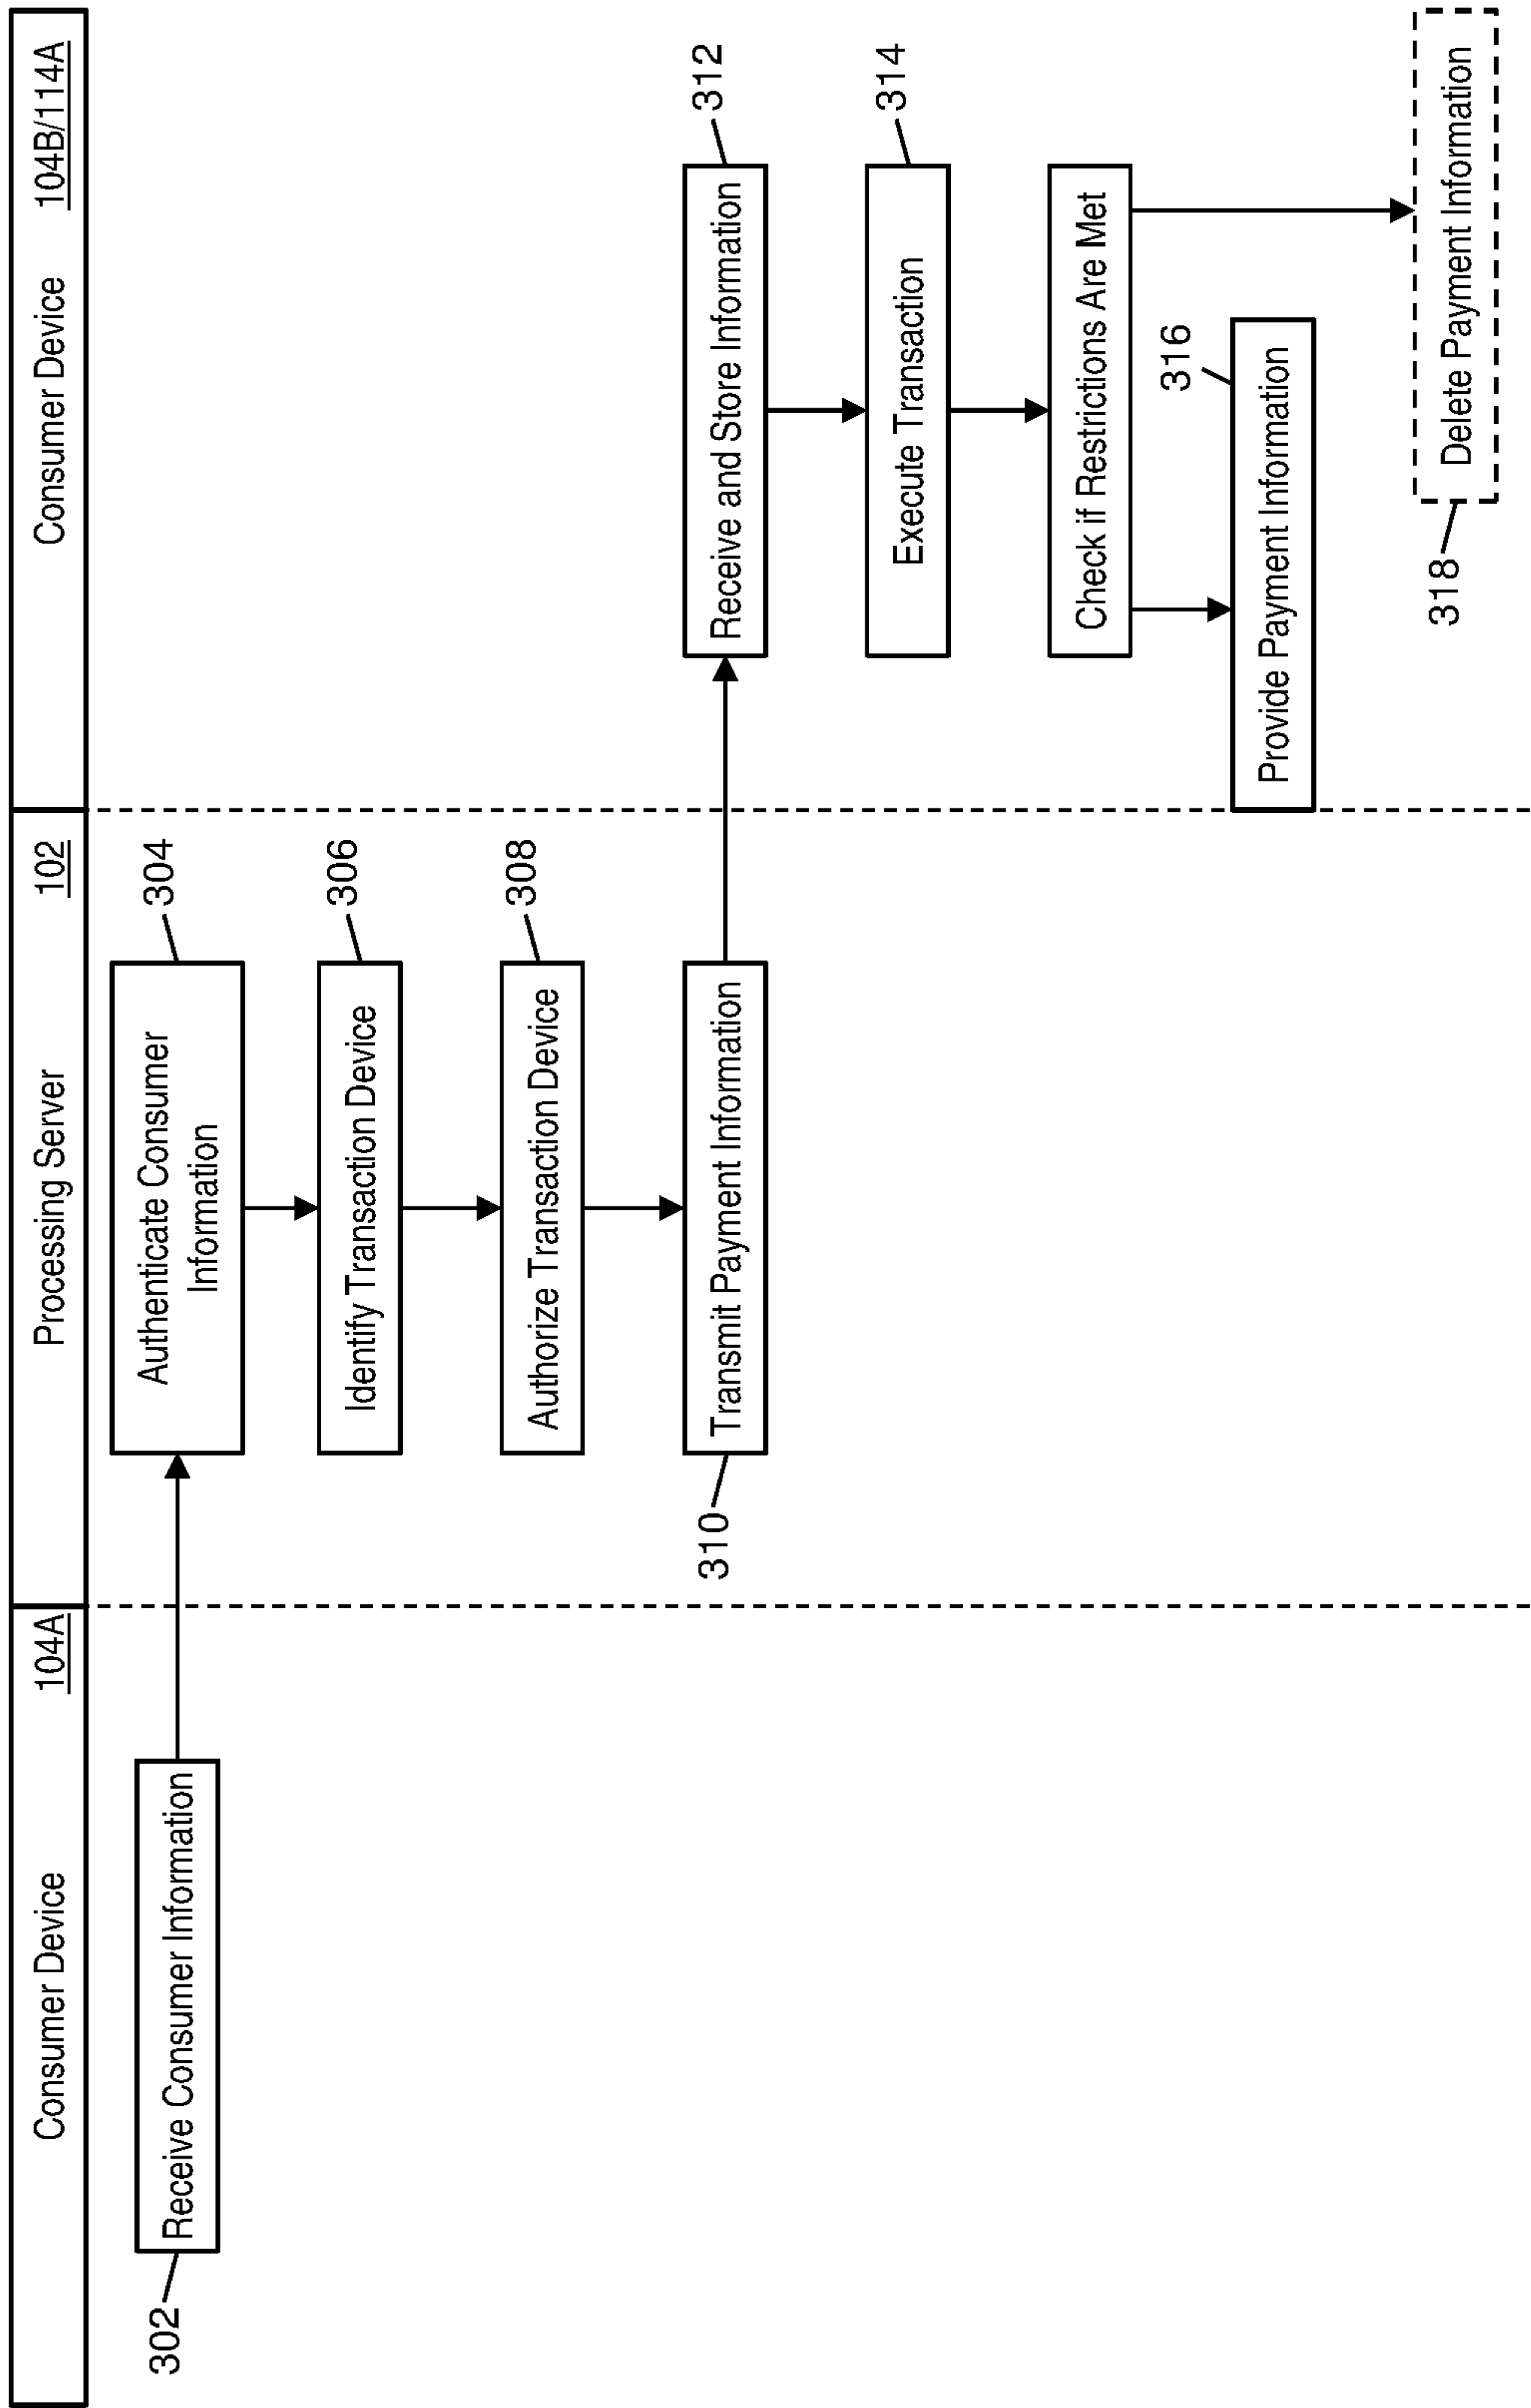 Consumer Device 104A
Processing Server 102
Consumer Device 104B/114A
302
Receive Consumer Information
Authenticate Consumer
Information
304
Identify Transaction Device
306
Authorize Transaction Device
308
310
Transmit Payment Information
Receive and Store Information
312
Execute Transaction
314
Check if Restrictions Are Met
316
Provide Payment Information
318
Delete Payment Information